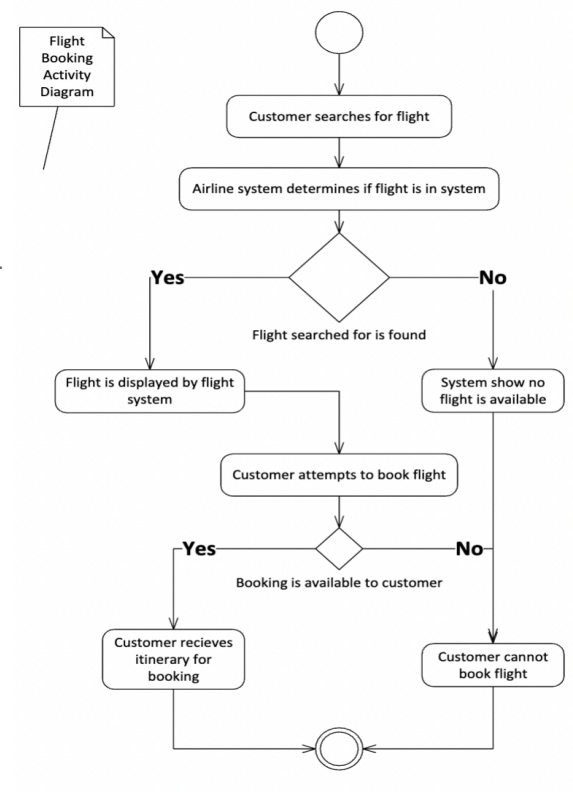 Flight
Booking
Activity
Diagram
Customer searches for flight
Airline system determines if flight is in system
Yes
No
Flight searched for is found
Flight is displayed by flight
system
System show no
flight is available
Customer attempts to book flight
Yes
No
Booking is available to customer
Customer recieves
itinerary for
booking
Customer cannot
book flight